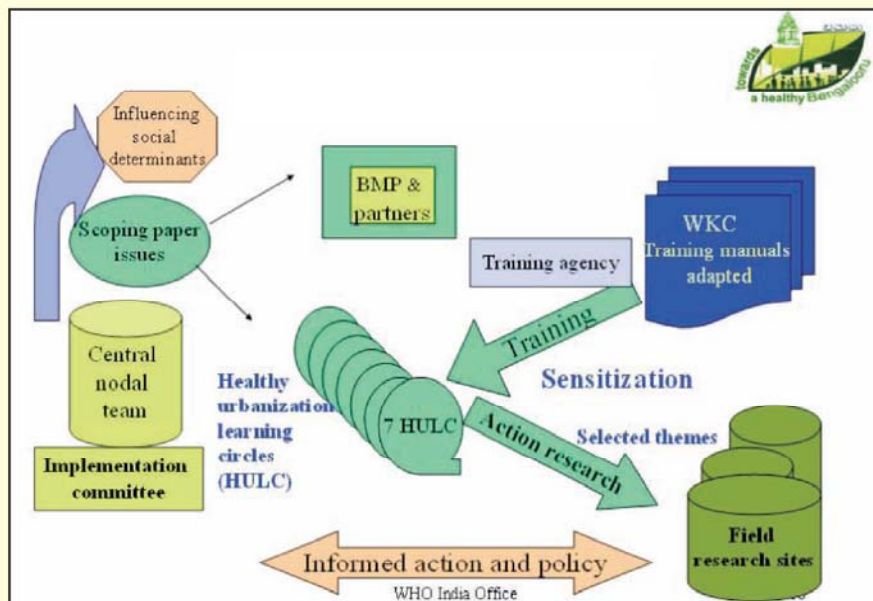 towards
a healthy Bengalooru
Influencing
social
determinants
Scoping paper
issues
BMP &
partners
WKC
Training manuals
adapted
Training agency
Training
Central
nodal
team
Healthy
urbanization
learning
circles
(HULC)
Sensitization
7 HULC
Action research
Selected themes
Implementation
committee
Field
research sites
Informed action and policy
WHO India Office